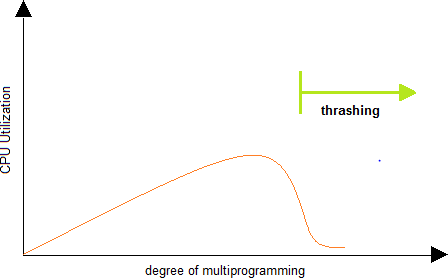 CPU Utilization
thrashing
degree of multiprogramming